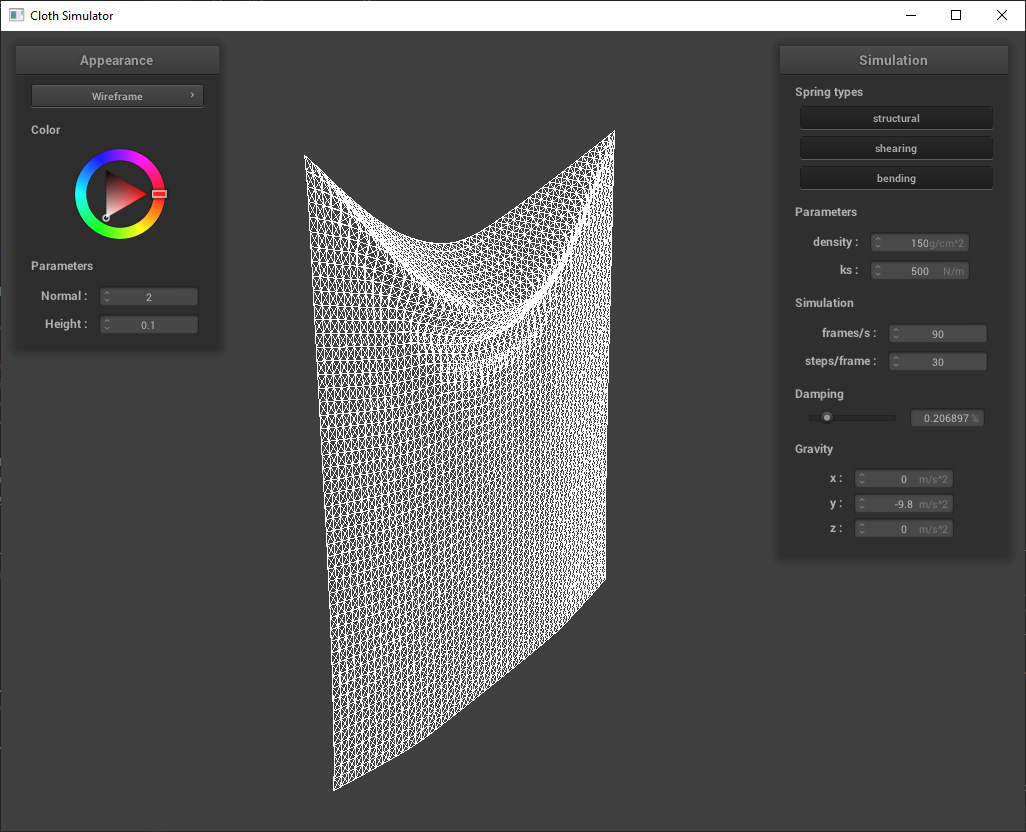 Cloth Simulator
Appearance
Wireframe
Color
Parameters
Normal : 2
Height : 0.1
Simulation
Spring types
structural
shearing
bending
Parameters
density : 150g/cm^2
ks : 500 N/m
Simulation
frames/s : 90
steps/frame : 30
Damping
0.206897 %
Gravity
x : 0 m/s^2
y : -9.8 m/s^2
z : 0 m/s^2